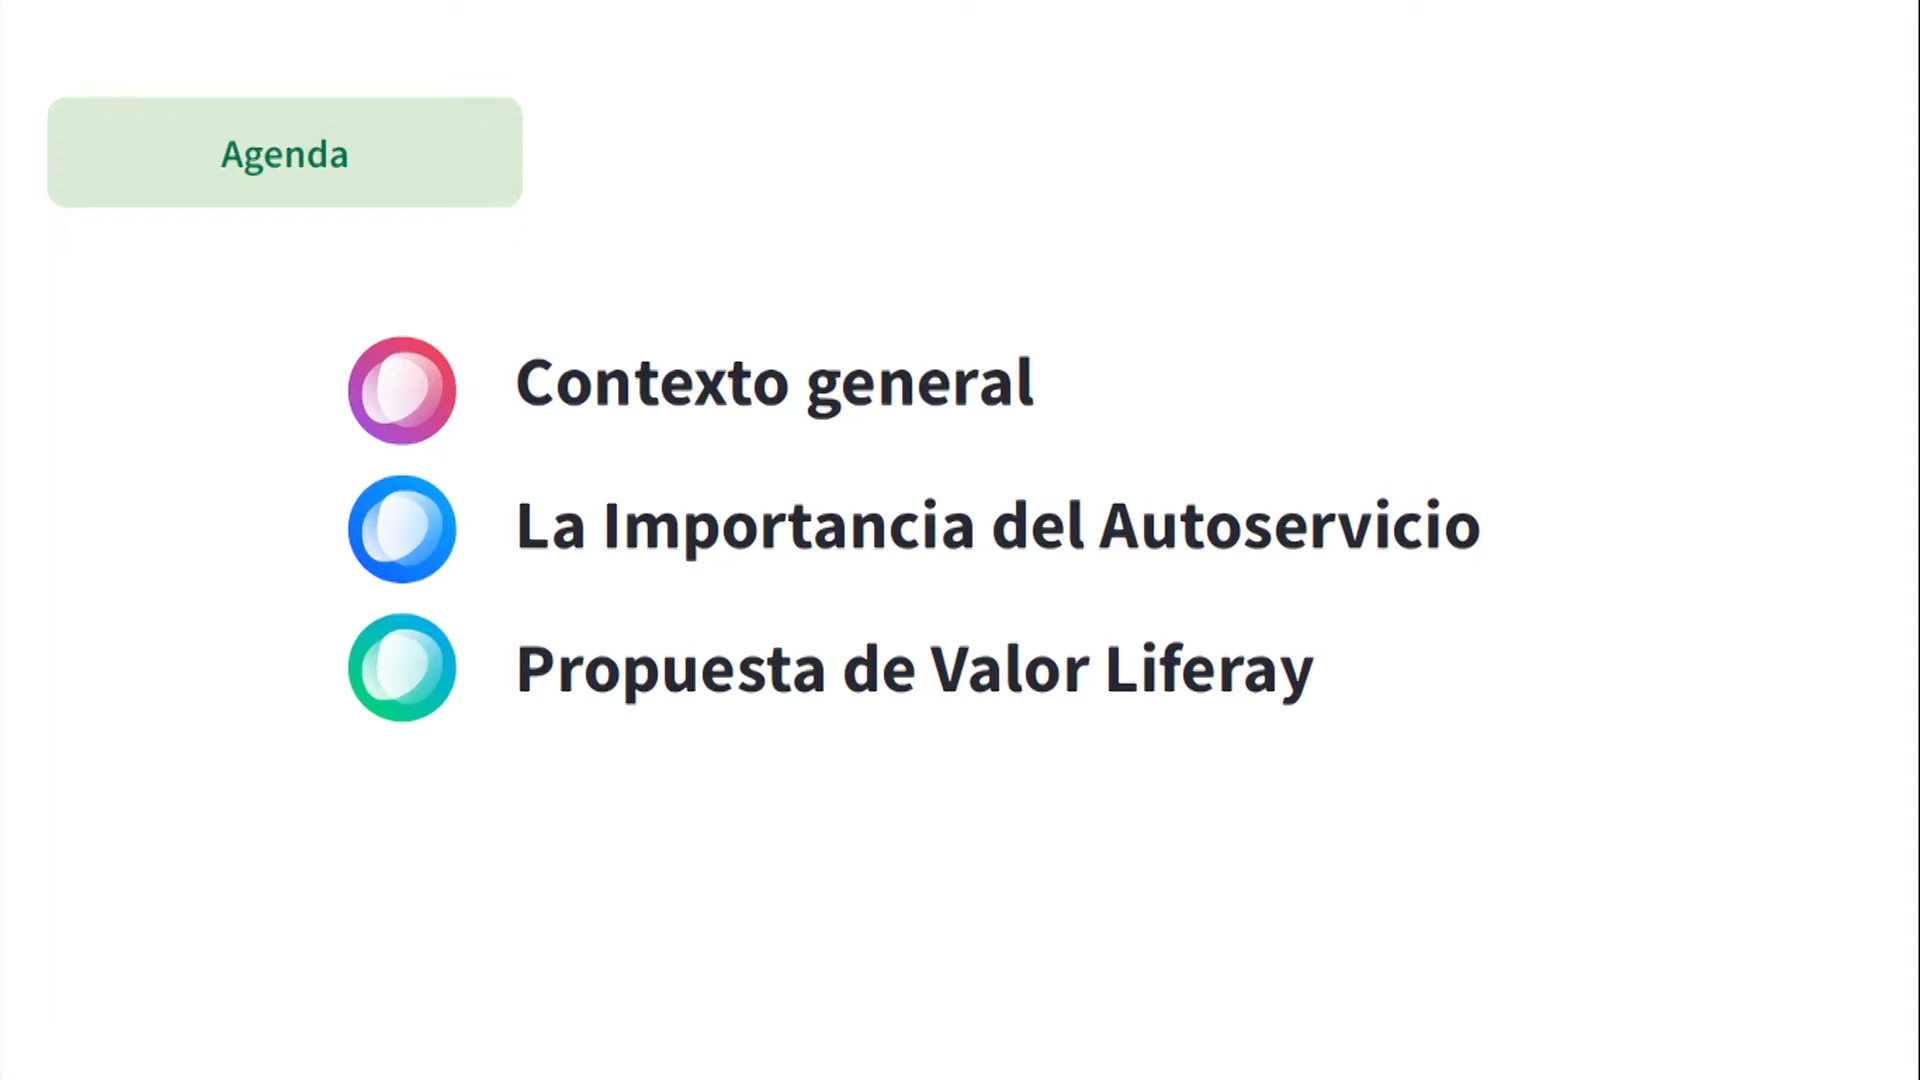 Agenda
Contexto general
La Importancia del Autoservicio
Propuesta de Valor Liferay